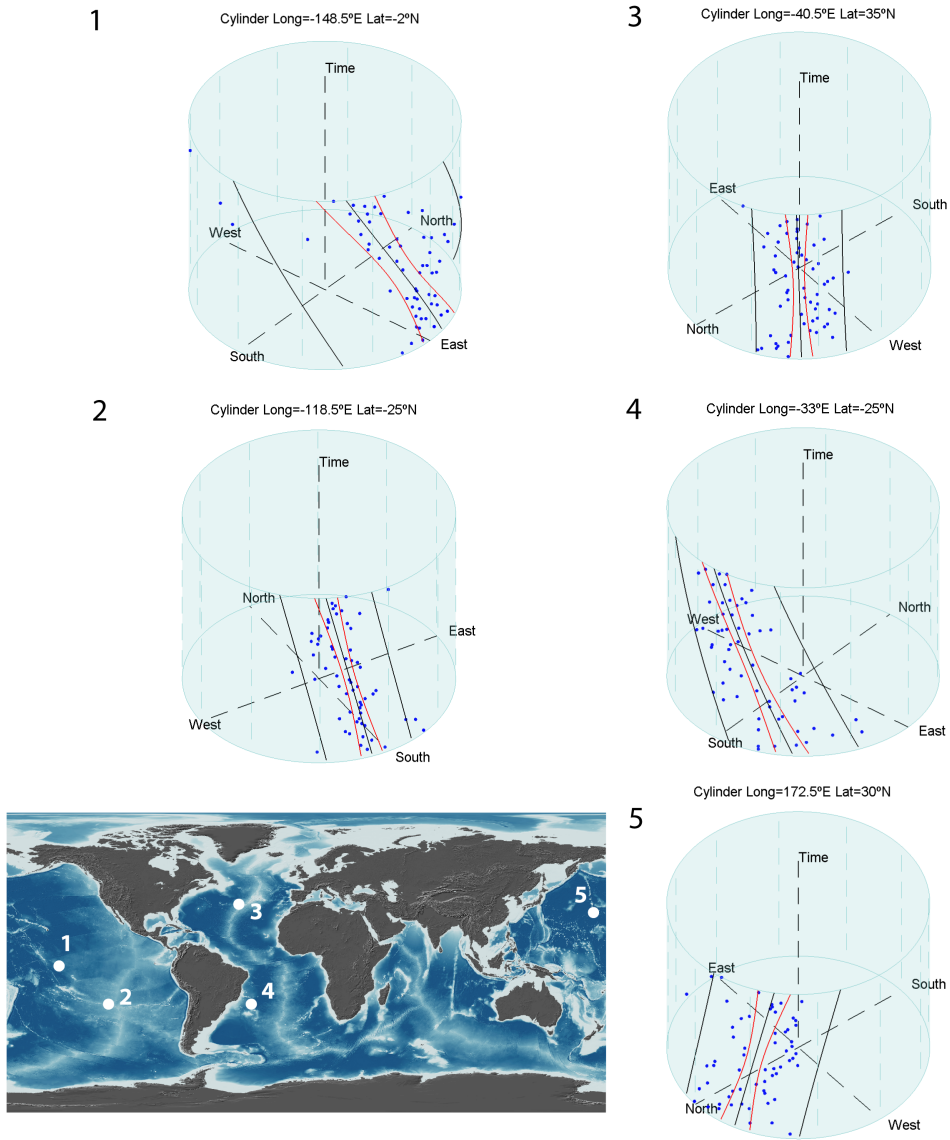 1
Cylinder Long=-148.5ºE Lat=-2ºN
Time
West
North
South
East
2
Cylinder Long=-118.5ºE Lat=-25ºN
Time
North
East
West
South
3
Cylinder Long=-40.5ºE Lat=35ºN
Time
East
South
North
West
4
Cylinder Long=-33ºE Lat=-25ºN
Time
West
North
South
East
5
Cylinder Long=172.5ºE Lat=30ºN
Time
East
South
North
West
1
2
3
4
5